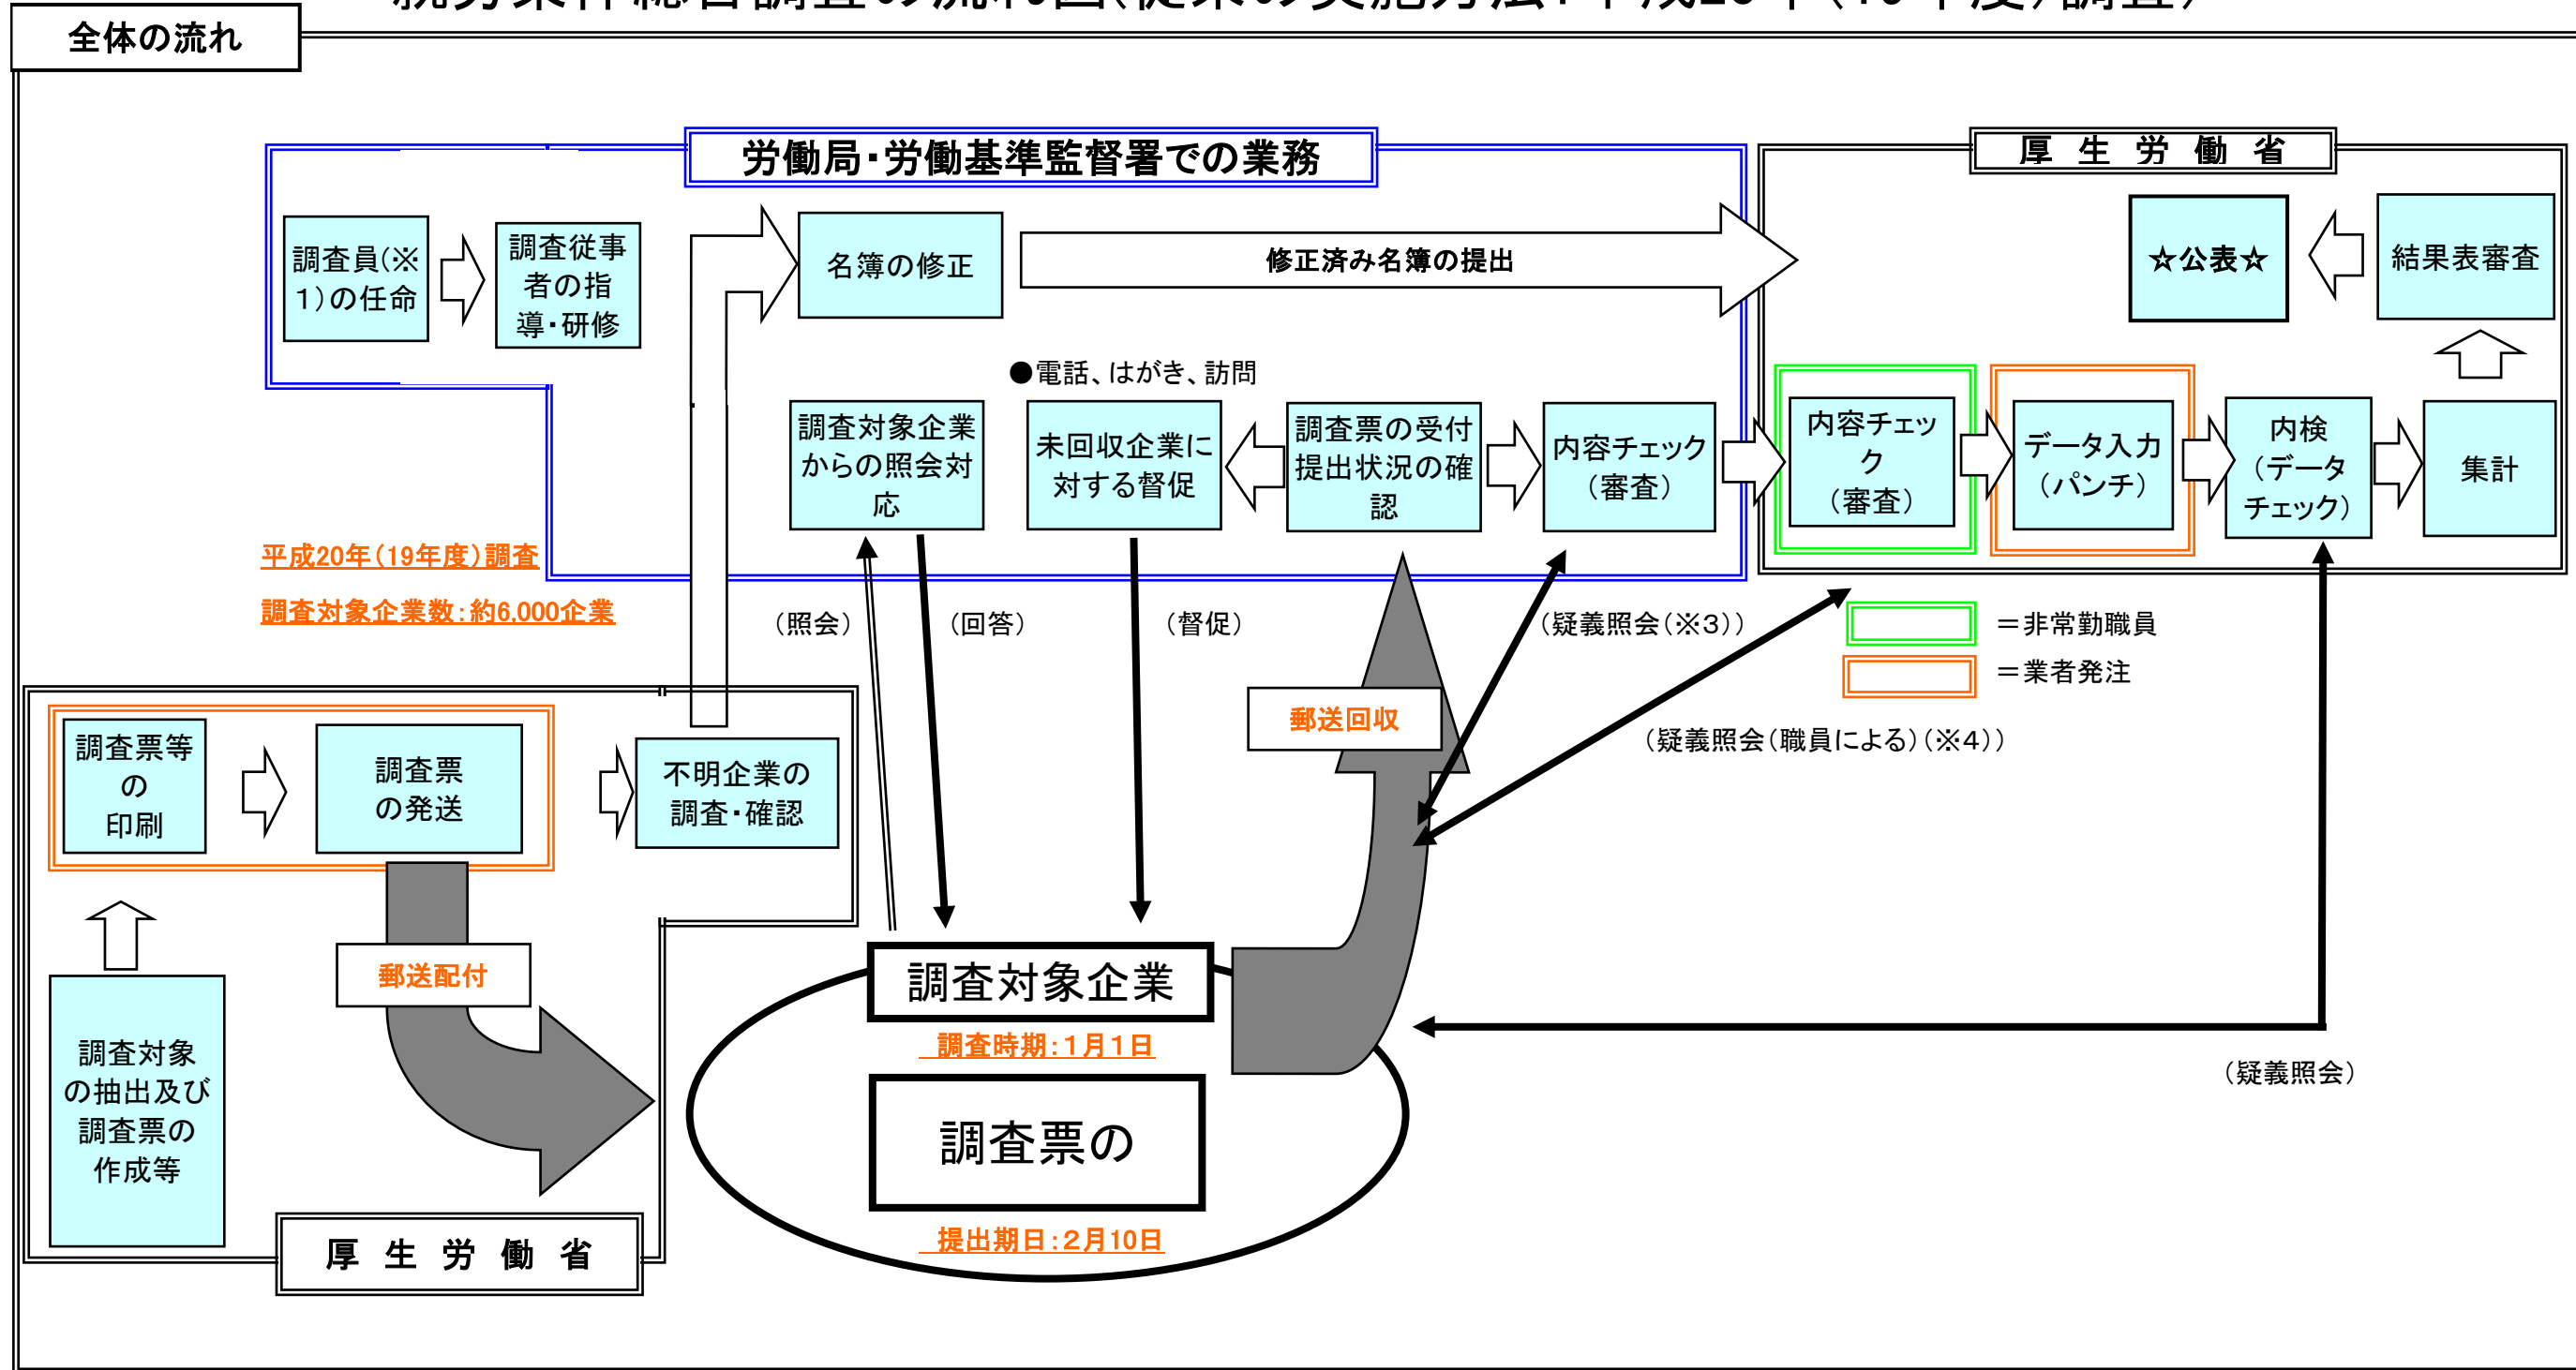 全体の流れ
労働局・労働基準監督署での業務
厚 生 労 働 省
調査員(※
1)の任命
調査従事
者の指
導・研修
名簿の修正
修正済み名簿の提出
☆公表☆
結果表審査
●電話、はがき、訪問
調査対象企業
からの照会対
応
未回収企業に
対する督促
調査票の受付
提出状況の確
認
内容チェック
(審査)
内容チェッ
ク
(審査)
データ入力
(パンチ)
内検
(データ
チェック)
集計
平成20年(19年度)調査
調査対象企業数:約6,000企業
(照会)
(回答)
(督促)
(疑義照会(※3))
=非常勤職員
=業者発注
(疑義照会(職員による)(※4))
調査票等
の
印刷
調査票
の発送
不明企業の
調査・確認
郵送回収
郵送配付
調査対象
の抽出及び
調査票の
作成等
厚 生 労 働 省
調査対象企業
調査時期:1月1日
調査票の
提出期日:2月10日
(疑義照会)